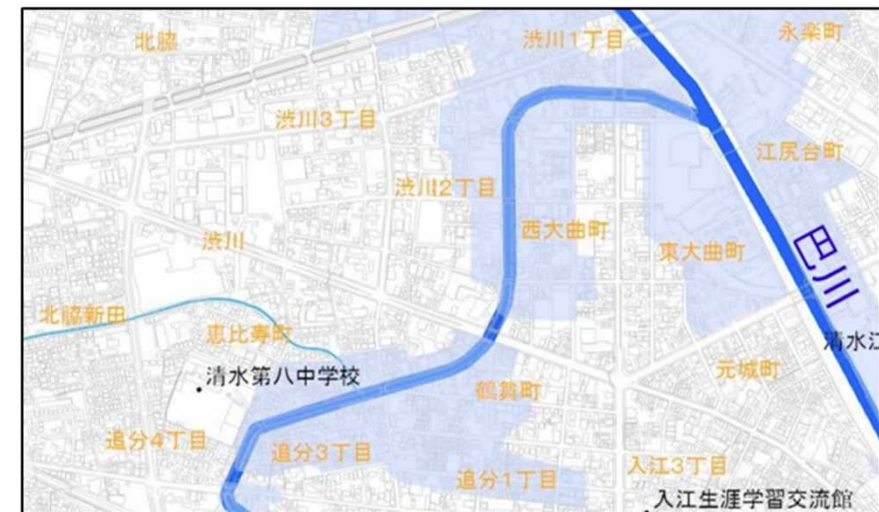 北脇
渋川1丁目
永楽町
渋川3丁目
江尻台町
渋川2丁目
渋川
西大曲町
東大曲町
巴川
北脇新田
恵比寿町
清水江
清水第八中学校
元城町
鶴舞町
追分4丁目
追分3丁目
追分1丁目
入江3丁目
入江生涯学習交流館